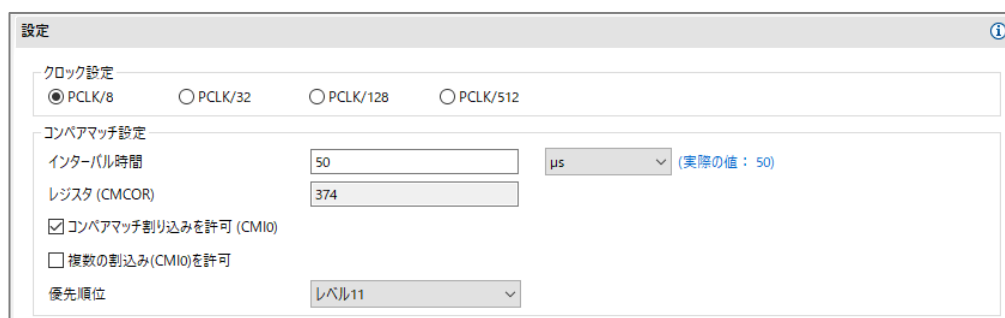 設定
クロック設定
PCLK/8 PCLK/32 PCLK/128 PCLK/512
コンペアマッチ設定
インターバル時間 50 μs (実際の値： 50)
レジスタ (CMCOR) 374
コンペアマッチ割り込みを許可 (CMI0)
複数の割込み(CMI0)を許可
優先順位 レベル11